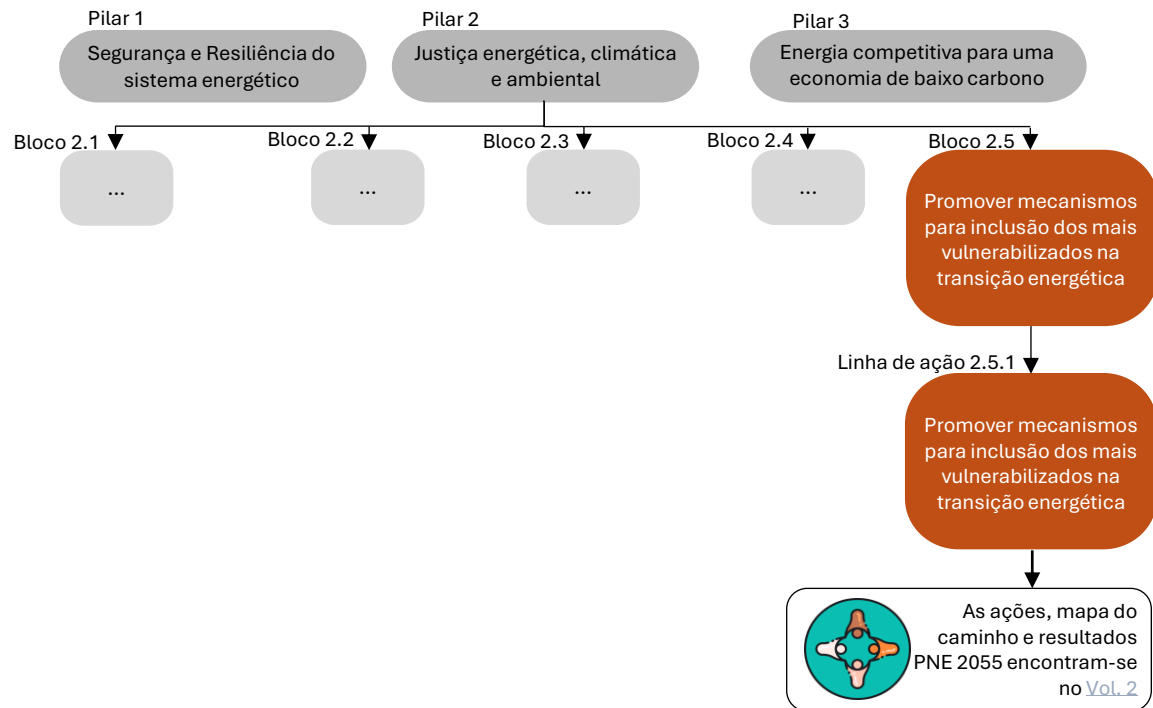 Pilar 1
Segurança e Resiliência do
sistema energético
Pilar 2
Justiça energética, climática
e ambiental
Pilar 3
Energia competitiva para uma
economia de baixo carbono
Bloco 2.1
...
Bloco 2.2
...
Bloco 2.3
...
Bloco 2.4
...
Bloco 2.5
Promover mecanismos
para inclusão dos mais
vulnerabilizados na
transição energética
Linha de ação 2.5.1
Promover mecanismos
para inclusão dos mais
vulnerabilizados na
transição energética
As ações, mapa do
caminho e resultados
PNE 2055 encontram-se
no Vol. 2